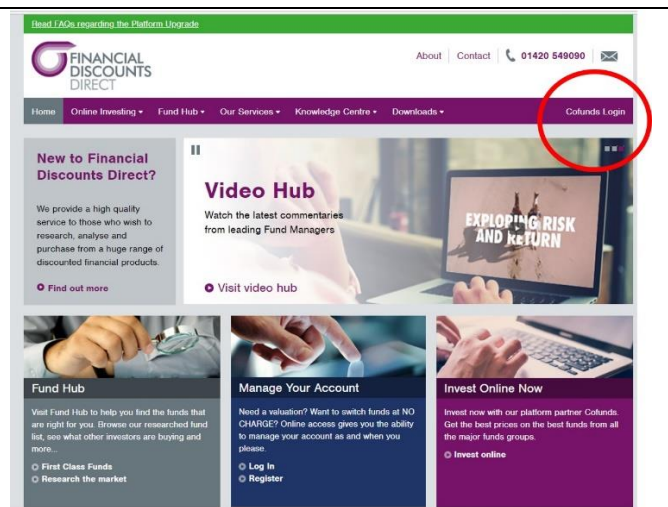 Read FAQs regarding the Platform Upgrade
FINANCIAL
DISCOUNTS
DIRECT
About Contact 01420 549090
Home Online Investing Fund Hub Our Services Knowledge Centre Downloads Cofunds Login
New to Financial
Discounts Direct?
We provide a high quality
service to those who wish to
research, analyse and
purchase from a huge range of
discounted financial products.
Find out more
Video Hub
Watch the latest commentaries
from leading Fund Managers
Visit video hub
EXPLORING RISK
AND RETURN
Fund Hub
Visit Fund Hub to help you find the funds that
are right for you. Browse our researched fund
list, see what other investors are buying and
more...
First Class Funds
Research the market
Manage Your Account
Need a valuation? Want to switch funds at NO
CHARGE? Online access gives you the ability
to manage your account as and when you
please.
Log In
Register
Invest Online Now
Invest now with our platform partner Cofunds.
Get the best prices on the best funds from all
the major funds groups.
Invest online